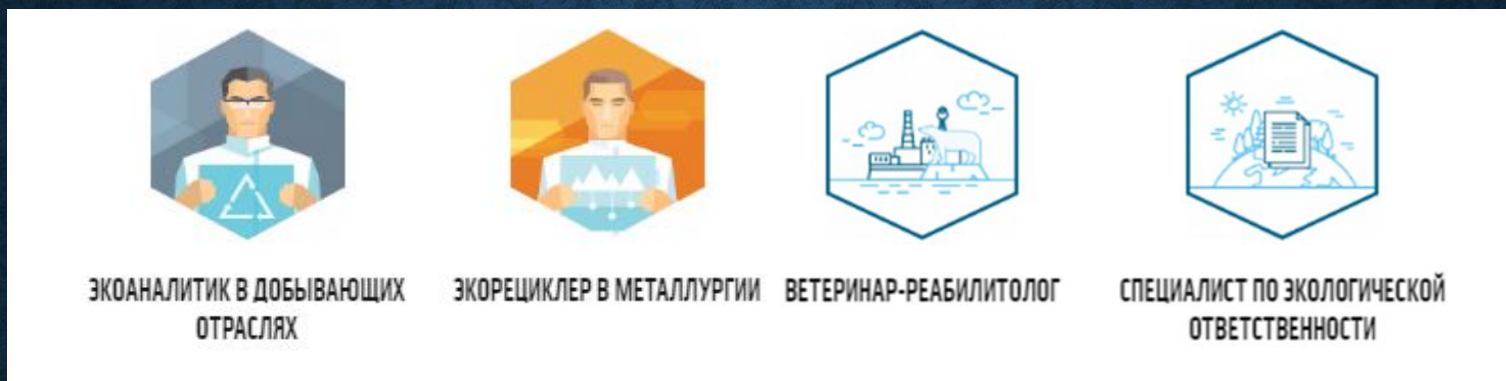 ЭКОАНАЛИТИК В ДОБЫВАЮЩИХ
ОТРАСЛЯХ
ЭКОРЕЦИКЛЕР В МЕТАЛЛУРГИИ
ВЕТЕРИНАР-РЕАБИЛИТОЛОГ
СПЕЦИАЛИСТ ПО ЭКОЛОГИЧЕСКОЙ
ОТВЕТСТВЕННОСТИ